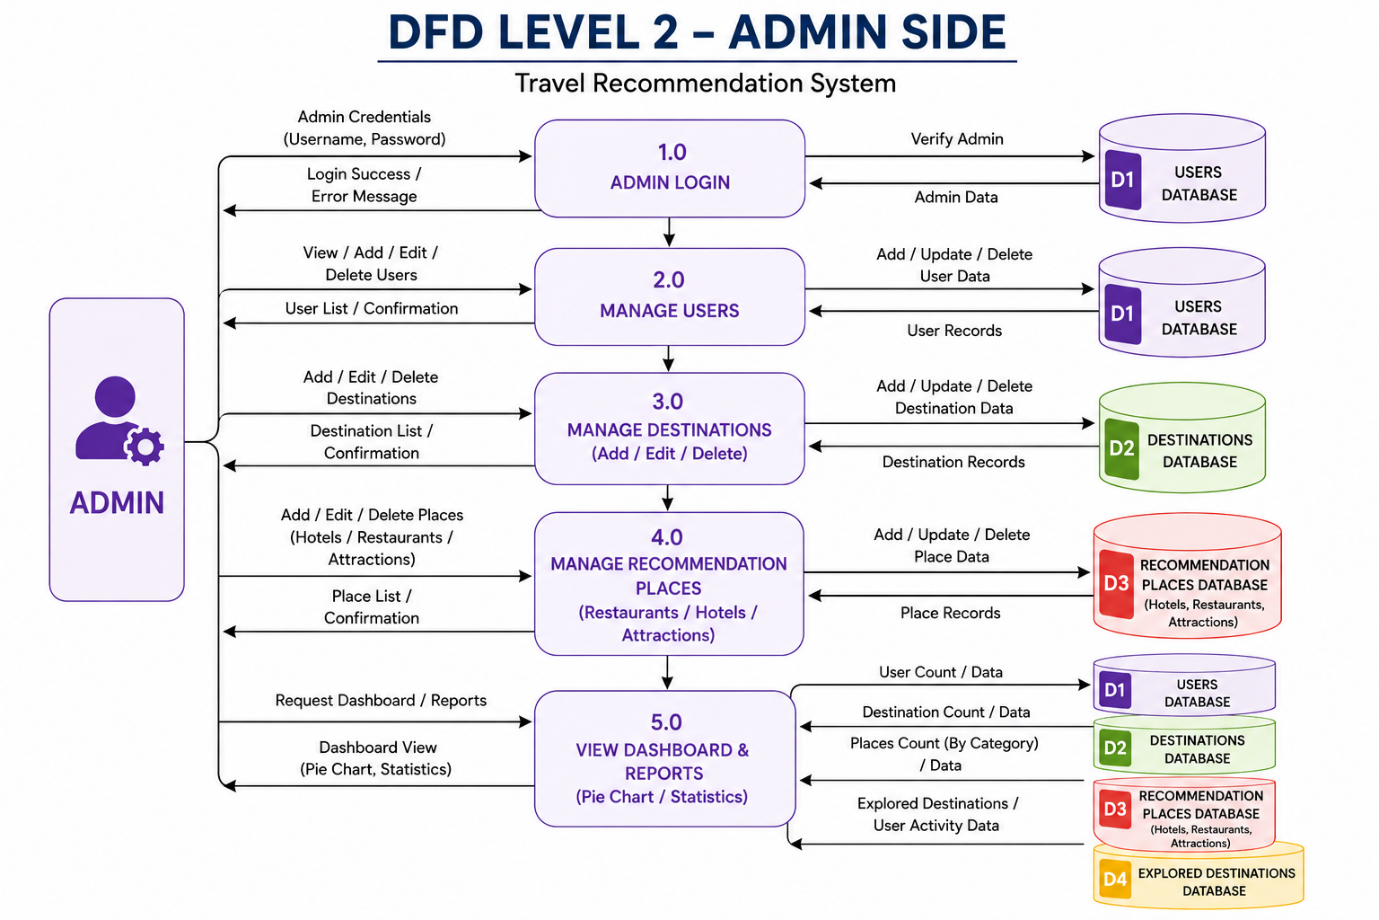 DFD LEVEL 2 – ADMIN SIDE
Travel Recommendation System
Admin Credentials
(Username, Password)
Login Success /
Error Message
1.0
ADMIN LOGIN
Verify Admin
Admin Data
D1
USERS
DATABASE
View / Add / Edit /
Delete Users
User List / Confirmation
2.0
MANAGE USERS
Add / Update / Delete
User Data
User Records
D1
USERS
DATABASE
ADMIN
Add / Edit / Delete
Destinations
Destination List /
Confirmation
3.0
MANAGE DESTINATIONS
(Add / Edit / Delete)
Add / Update / Delete
Destination Data
Destination Records
D2
DESTINATIONS
DATABASE
Add / Edit / Delete Places
(Hotels / Restaurants /
Attractions)
Place List /
Confirmation
4.0
MANAGE RECOMMENDATION
PLACES
(Restaurants / Hotels /
Attractions)
Add / Update / Delete
Place Data
Place Records
D3
RECOMMENDATION
PLACES DATABASE
(Hotels, Restaurants,
Attractions)
Request Dashboard / Reports
Dashboard View
(Pie Chart, Statistics)
5.0
VIEW DASHBOARD &
REPORTS
(Pie Chart / Statistics)
User Count / Data
Destination Count / Data
Places Count (By Category)
/ Data
Explored Destinations /
User Activity Data
D1
USERS
DATABASE
D2
DESTINATIONS
DATABASE
D3
RECOMMENDATION
PLACES DATABASE
(Hotels, Restaurants,
Attractions)
D4
EXPLORED DESTINATIONS
DATABASE